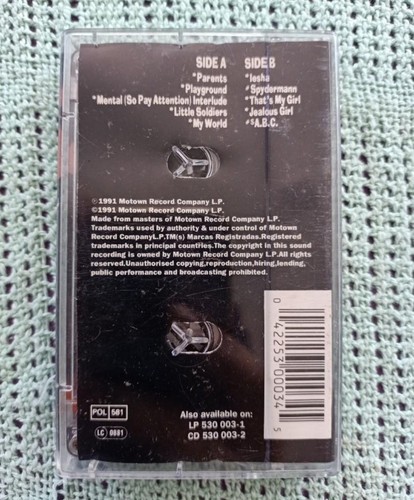 SIDE A
*Parents
*Playground
*Mental (So Pay Attention) Interlude
*Little Soldiers
*My World
SIDE B
*Iesha
*Spydermann
*That's My Girl
*Jealous Girl
*A.B.C.
℗1991 Motown Record Company L.P.
©1991 Motown Record Company L.P.
Made from masters of Motown Record Company L.P.
Trademarks used by authority & under control of Motown
Record CompanyL.P.TM(s) Marcas Registradas.Registered
trademarks in principal countries.The copyright in this sound
recording is owned by Motown Record Company L.P.All rights
reserved.Unauthorised copying,reproduction,hiring,lending,
public performance and broadcasting prohibited.
POL 581
LC 0881
Also available on:
LP 530 003-1
CD 530 003-2
0 42253 00034 5